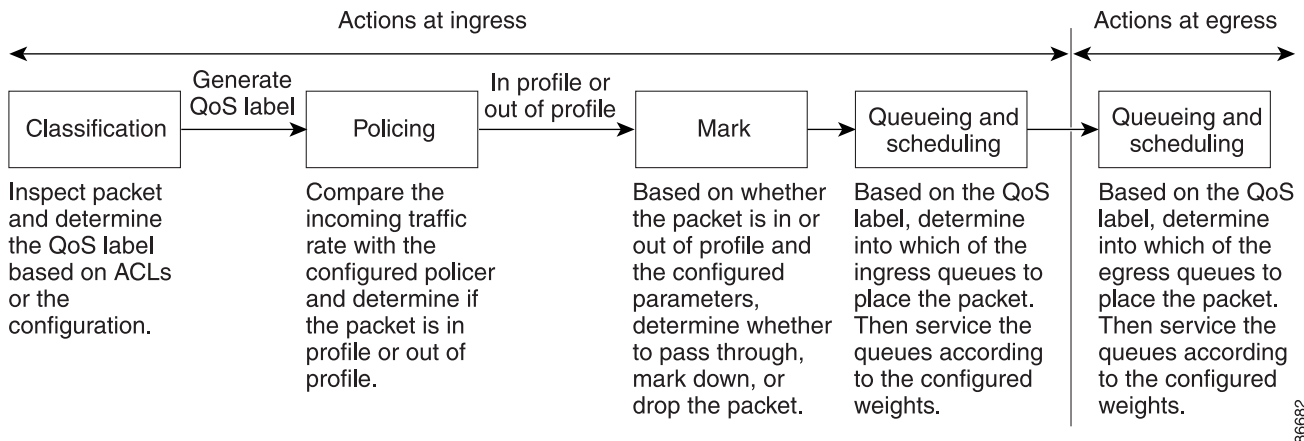 Actions at ingress
Actions at egress
Generate
QoS label
In profile or
out of profile
Classification
Policing
Mark
Queueing and
scheduling
Queueing and
scheduling
Inspect packet
and determine
the QoS label
based on ACLs
or the
configuration.
Compare the
incoming traffic
rate with the
configured policer
and determine if
the packet is in
profile or out of
profile.
Based on whether
the packet is in or
out of profile and
the configured
parameters,
determine whether
to pass through,
mark down, or
drop the packet.
Based on the QoS
label, determine
into which of the
ingress queues to
place the packet.
Then service the
queues according
to the configured
weights.
Based on the QoS
label, determine
into which of the
egress queues to
place the packet.
Then service the
queues according
to the configured
weights.
86682